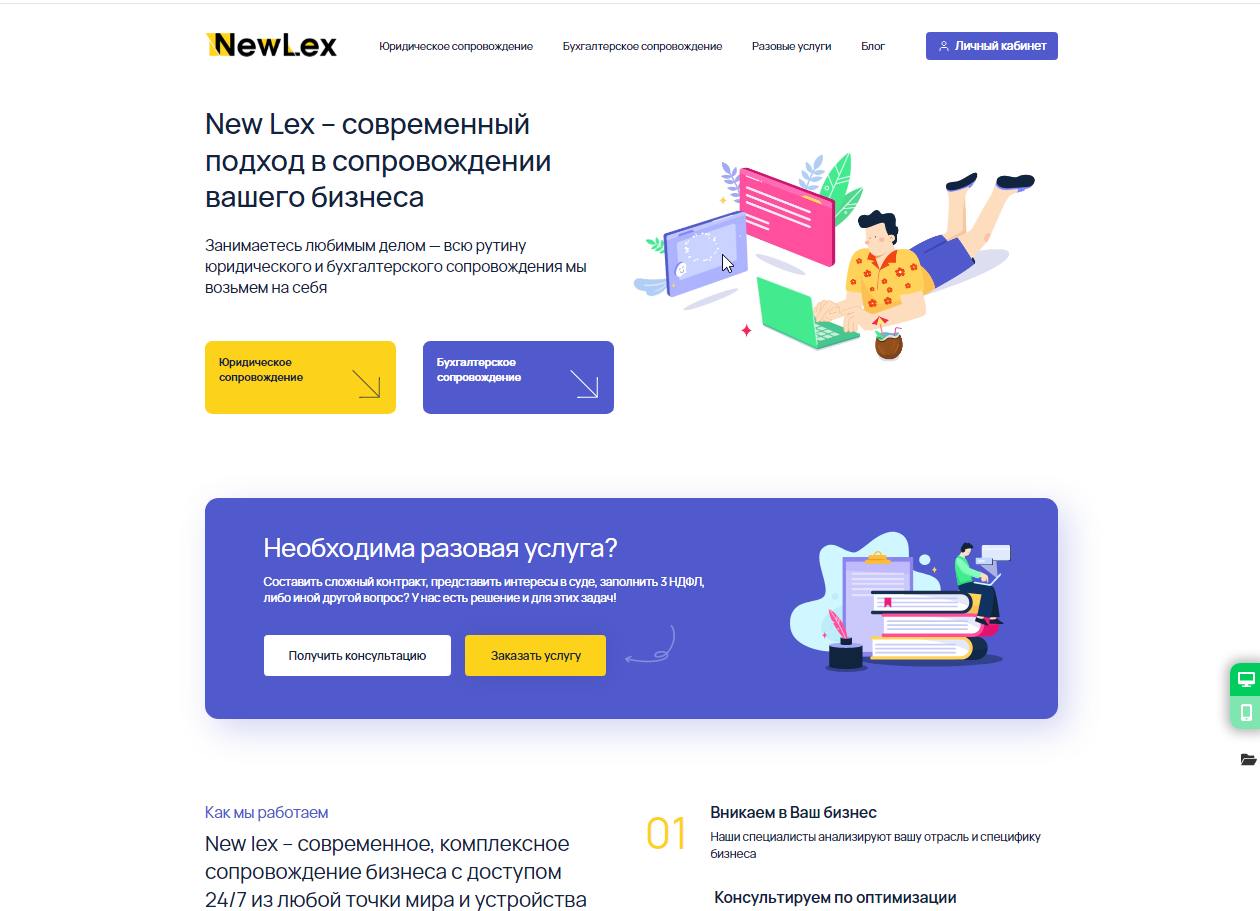 NewLex
Юридическое сопровождение
Бухгалтерское сопровождение
Разовые услуги
Блог
Личный кабинет
New Lex – современный
подход в сопровождении
вашего бизнеса
Занимаетесь любимым делом — всю рутину
юридического и бухгалтерского сопровождения мы
возьмем на себя
Юридическое
сопровождение
Бухгалтерское
сопровождение
Необходима разовая услуга?
Составить сложный контракт, представить интересы в суде, заполнить 3 НДФЛ,
либо иной другой вопрос? У нас есть решение и для этих задач!
Получить консультацию
Заказать услугу
Как мы работаем
New lex – современное, комплексное
сопровождение бизнеса с доступом
24/7 из любой точки мира и устройства
01
Вникаем в Ваш бизнес
Наши специалисты анализируют вашу отрасль и специфику
бизнеса
Консультируем по оптимизации